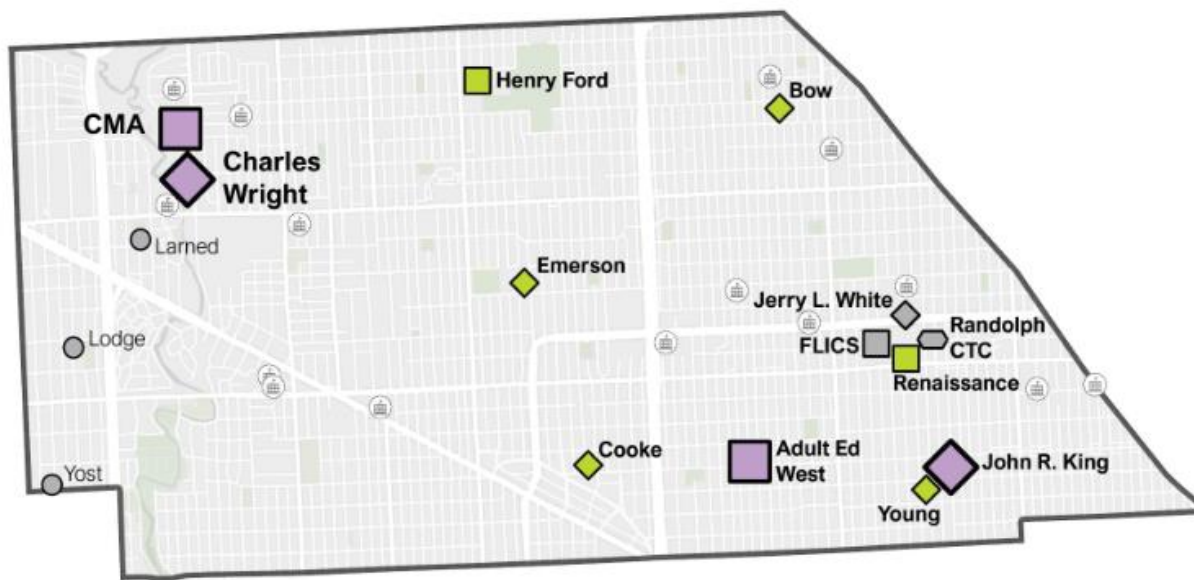 Henry Ford
Bow
CMA
Charles
Wright
Larned
Emerson
Jerry L. White
Lodge
FLICS
Randolph
CTC
Renaissance
Cooke
Adult Ed
West
John R. King
Yost
Young